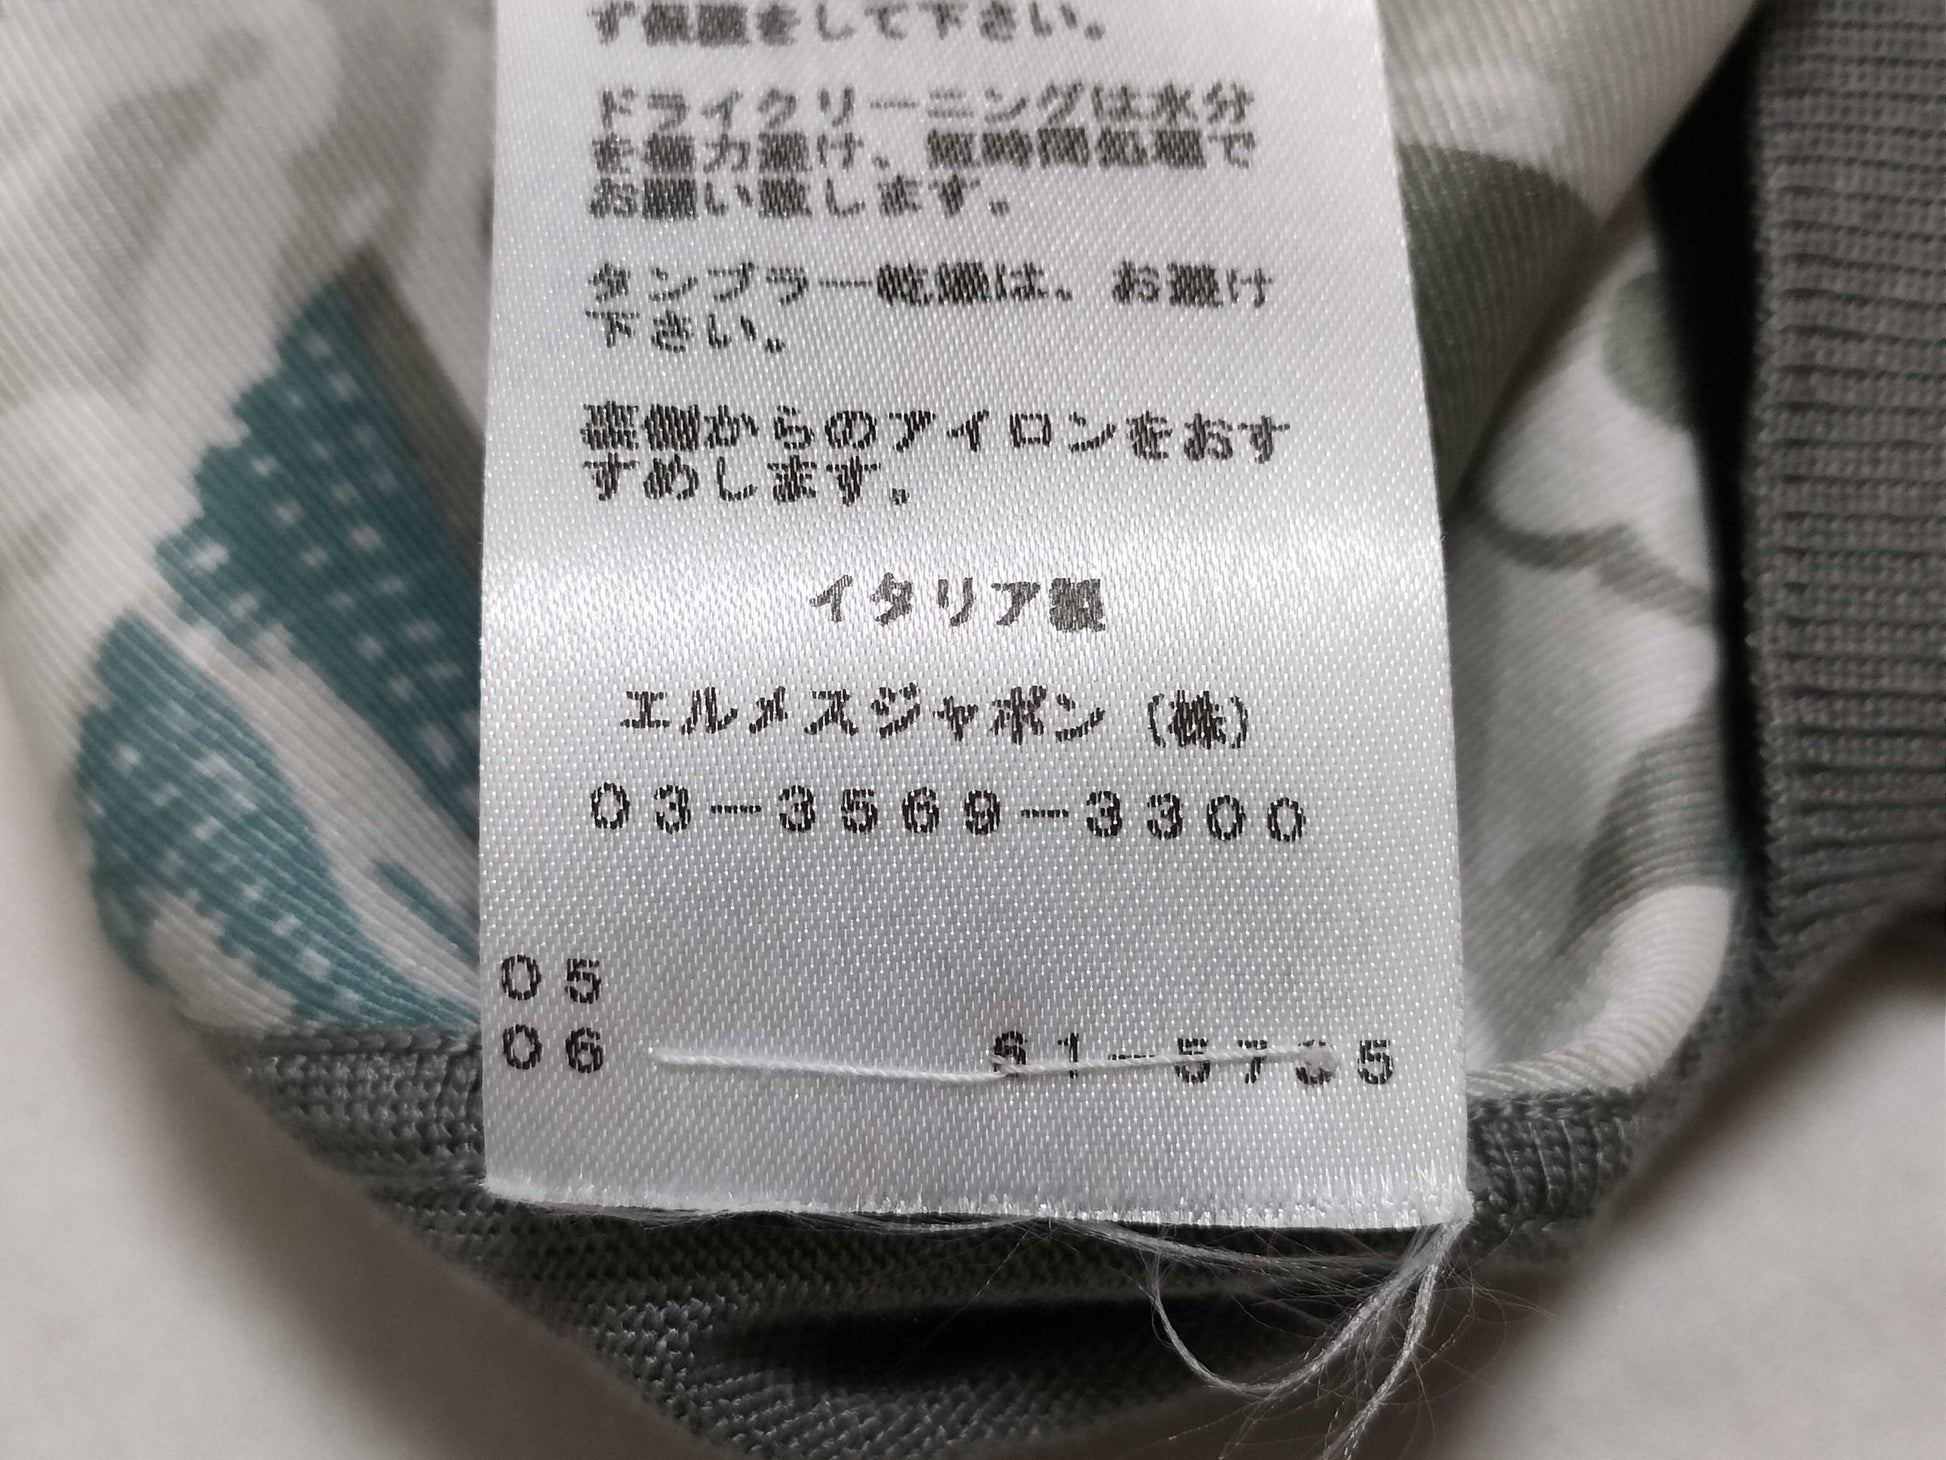 ず保護をして下さい。
ドライクリーニングは水分
を極力避け、短時間処理で
お願い致します。
タンブラー乾燥は、お避け
下さい。
裏側からのアイロンをおす
すめします。
イタリア製
エルメスジャポン(株)
03-3569-3300
05
06